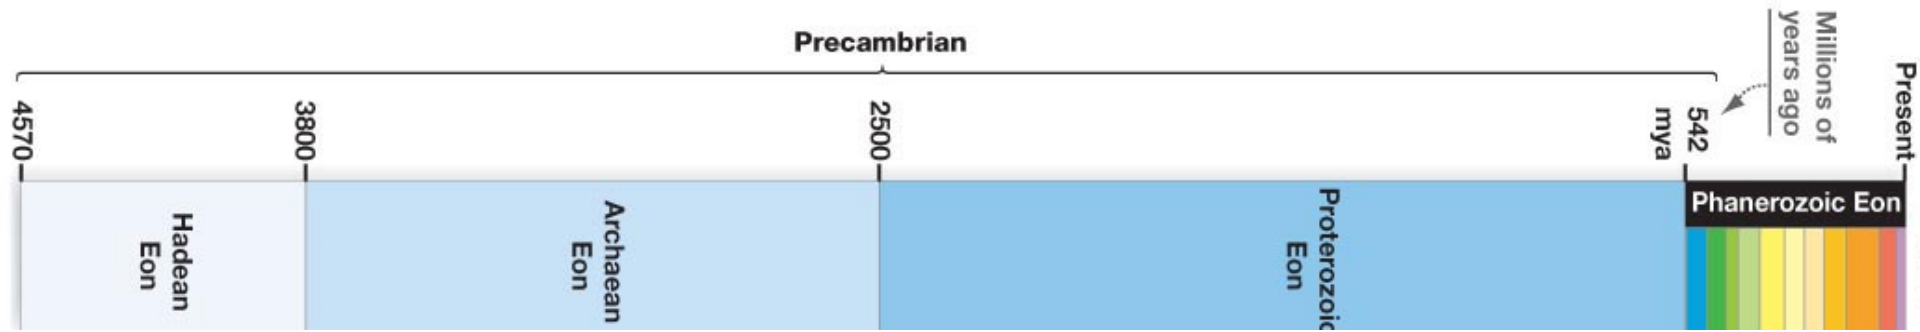 Precambrian
Millions of
years ago
Present
4570
3800
2500
542
mya
Phanerozoic Eon
Hadean
Eon
Archaean
Eon
Proterozoic
Eon